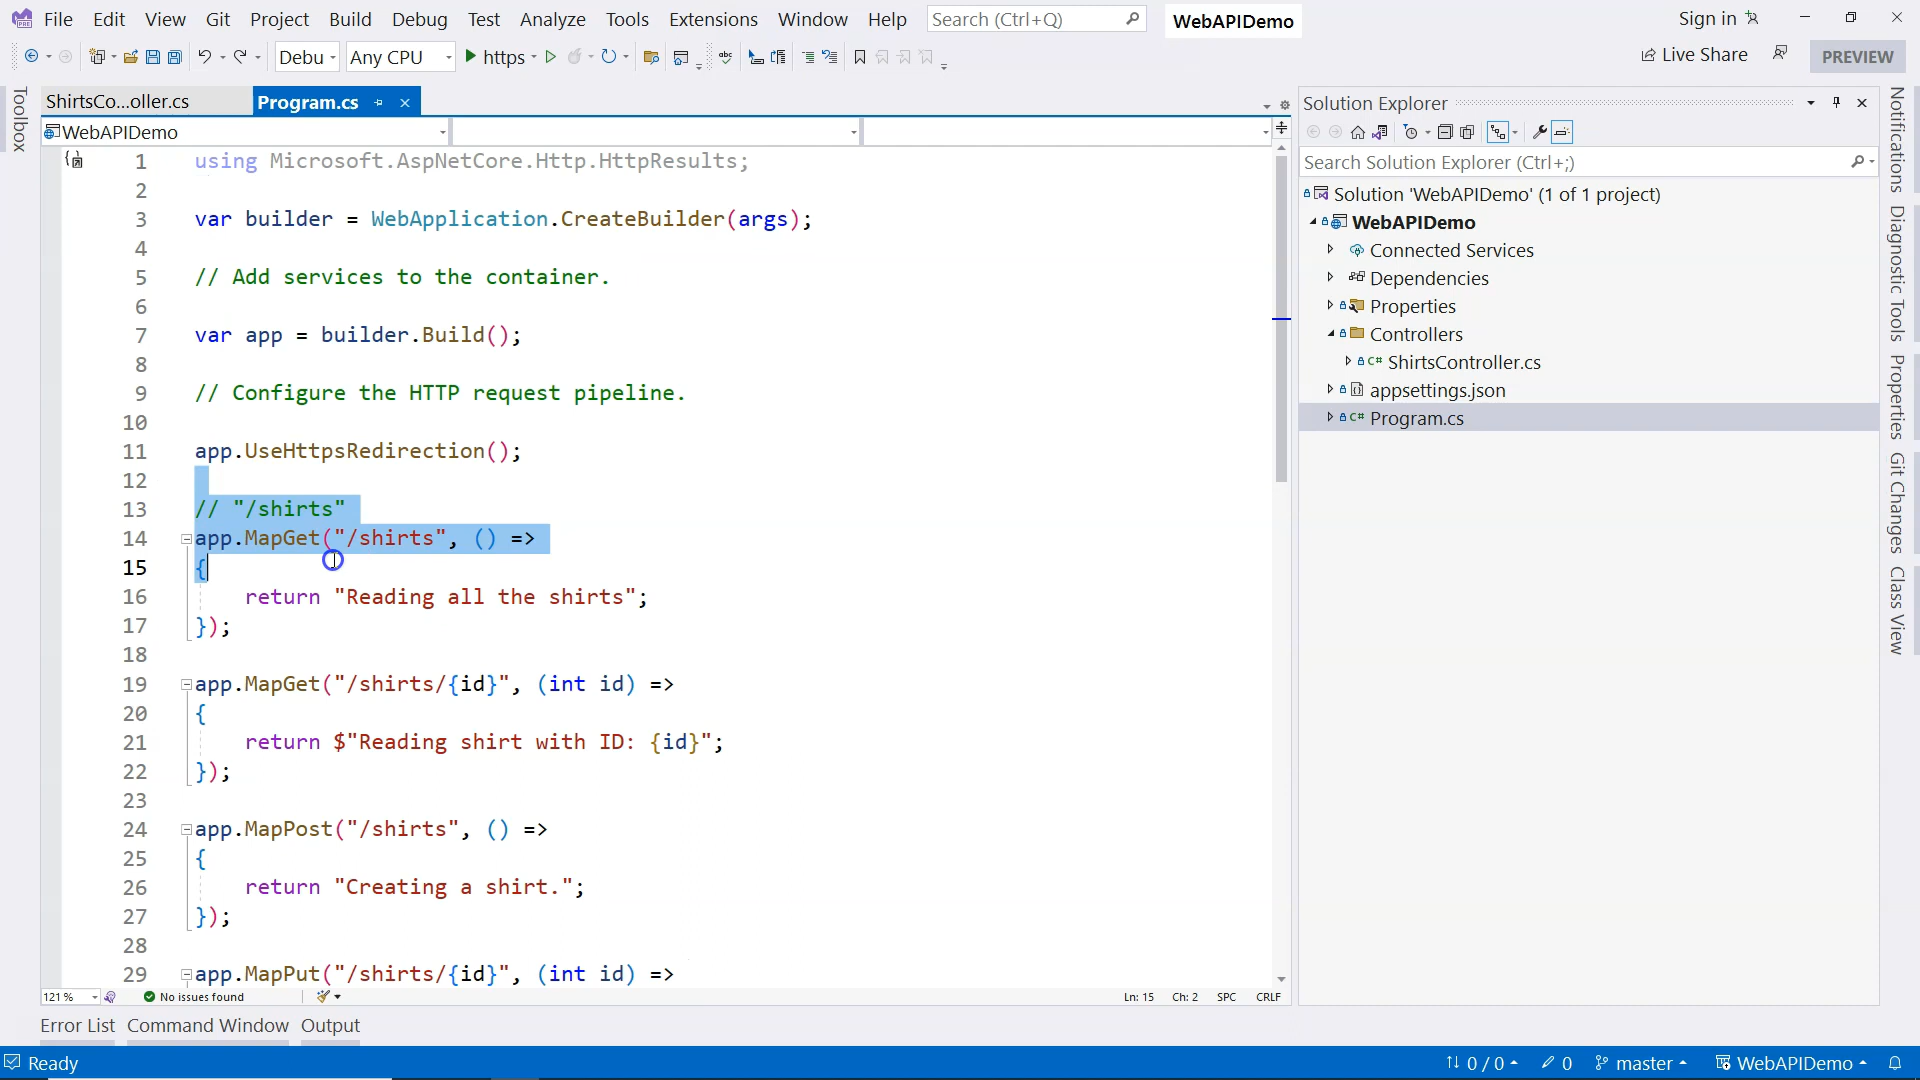 File Edit View Git Project Build Debug Test Analyze Tools Extensions Window Help Search (Ctrl+Q) WebAPIDemo Sign in
Debu Any CPU https Live Share PREVIEW
Toolbox
ShirtsCo...oller.cs Program.cs
WebAPIDemo
1 using Microsoft.AspNetCore.Http.HttpResults;
2
3 var builder = WebApplication.CreateBuilder(args);
4
5 // Add services to the container.
6
7 var app = builder.Build();
8
9 // Configure the HTTP request pipeline.
10
11 app.UseHttpsRedirection();
12
13 // "/shirts"
14 app.MapGet("/shirts", () =>
15 {
16 return "Reading all the shirts";
17 });
18
19 app.MapGet("/shirts/{id}", (int id) =>
20 {
21 return $"Reading shirt with ID: {id}";
22 });
23
24 app.MapPost("/shirts", () =>
25 {
26 return "Creating a shirt.";
27 });
28
29 app.MapPut("/shirts/{id}", (int id) =>
121 % No issues found Ln: 15 Ch: 2 SPC CRLF
Solution Explorer
Search Solution Explorer (Ctrl+;)
Solution 'WebAPIDemo' (1 of 1 project)
WebAPIDemo
Connected Services
Dependencies
Properties
Controllers
C# ShirtsController.cs
appsettings.json
C# Program.cs
Notifications
Diagnostic Tools
Properties
Git Changes
Class View
Error List Command Window Output
Ready 0 / 0 0 master WebAPIDemo